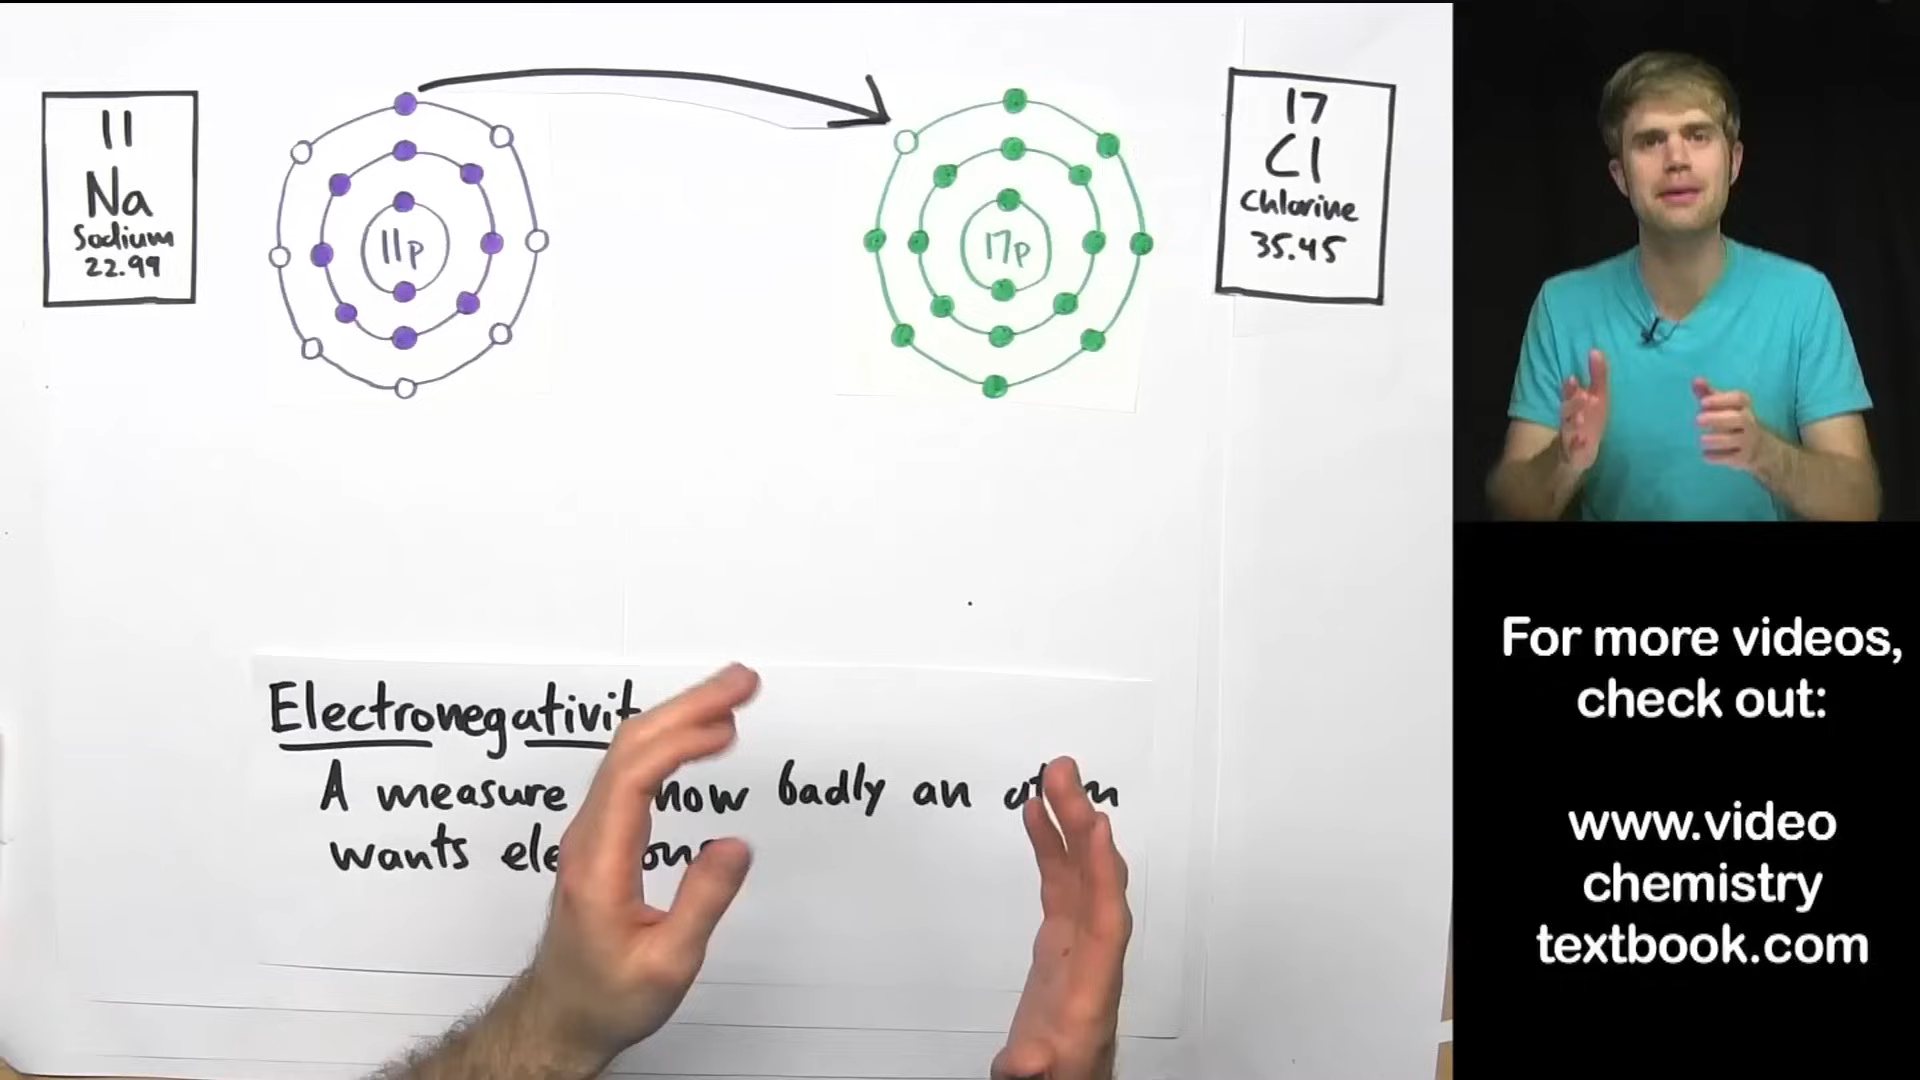 11
Na
Sodium
22.99
11p
17p
17
Cl
Chlorine
35.45
Electronegativit
A measure how badly an atom
wants
For more videos,
check out:
www.video
chemistry
textbook.com